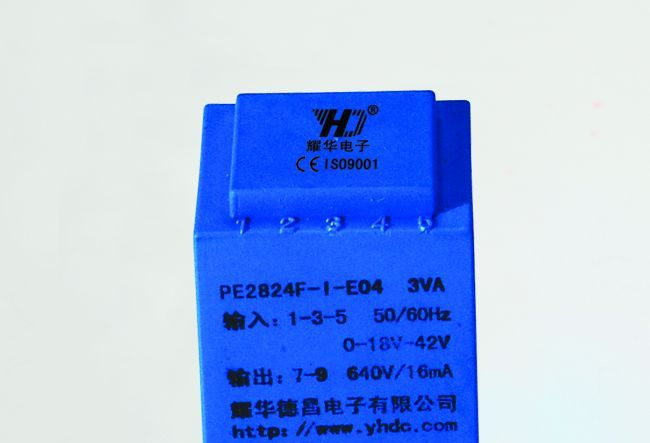 YHD®
耀华电子
CE ISO9001
1 2 3 4 5
PE2824F-I-E04 3VA
输入: 1-3-5 50/60Hz
0-18V-42V
输出: 7-9 640V/16mA
耀华德昌电子有限公司
http: www.yhdc.com